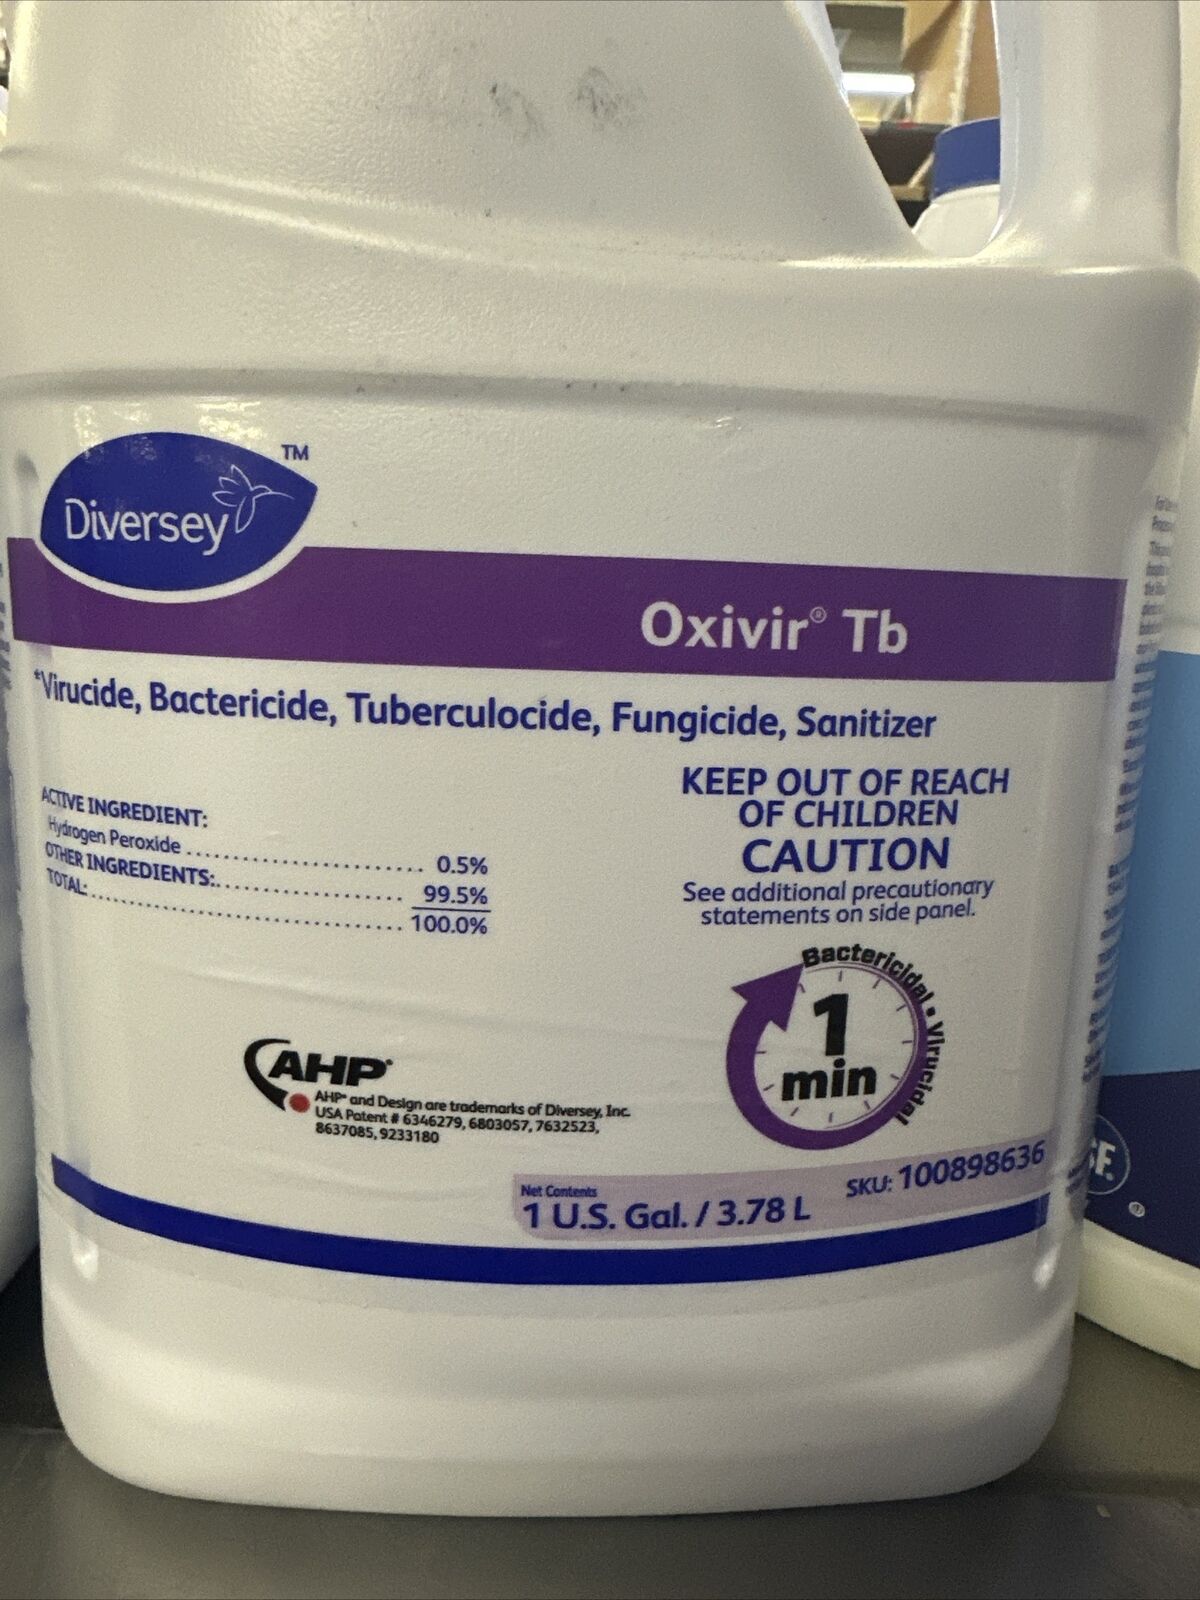 Diversey
TM
Oxivir® Tb
*Virucide, Bactericide, Tuberculocide, Fungicide, Sanitizer
ACTIVE INGREDIENT:
Hydrogen Peroxide ........................ 0.5%
OTHER INGREDIENTS:..................... 99.5%
TOTAL:.................................... 100.0%
KEEP OUT OF REACH
OF CHILDREN
CAUTION
See additional precautionary
statements on side panel.
Bactericidal • Virucidal
1
min
AHP®
AHP® and Design are trademarks of Diversey, Inc.
USA Patent # 6346279, 6803057, 7632523,
8637085, 9233180
Net Contents
1 U.S. Gal. / 3.78 L
SKU: 100898636